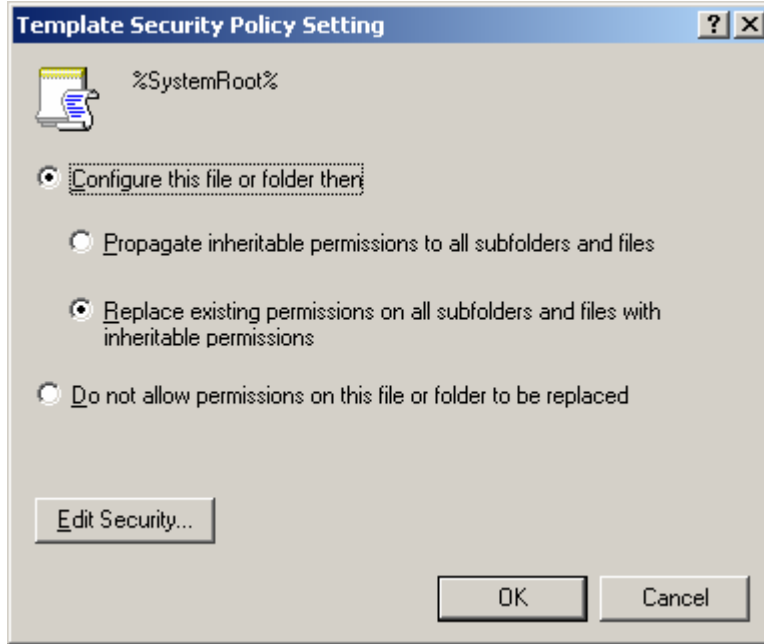 Template Security Policy Setting
%SystemRoot%
Configure this file or folder then
Propagate inheritable permissions to all subfolders and files
Replace existing permissions on all subfolders and files with
inheritable permissions
Do not allow permissions on this file or folder to be replaced
Edit Security...
OK Cancel